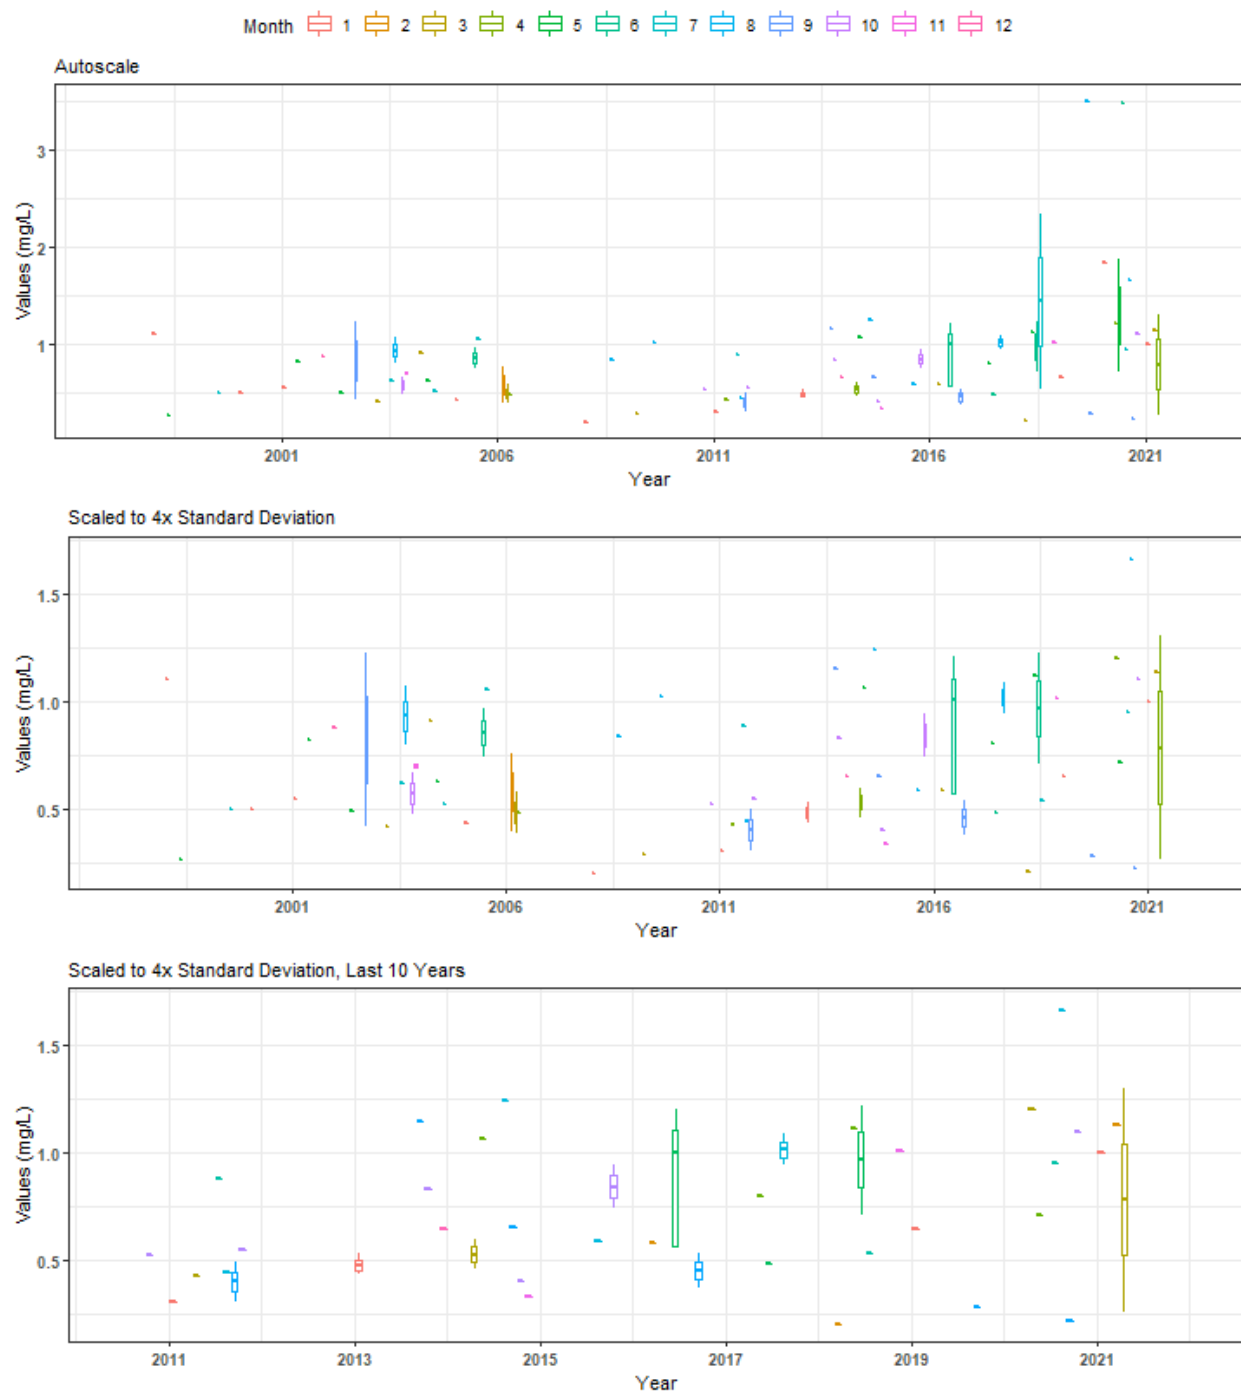 Month 1 2 3 4 5 6 7 8 9 10 11 12
Autoscale
Values (mg/L)
3
2
1
2001 2006 2011 2016 2021
Year
Scaled to 4x Standard Deviation
Values (mg/L)
1.5
1.0
0.5
2001 2006 2011 2016 2021
Year
Scaled to 4x Standard Deviation, Last 10 Years
Values (mg/L)
1.5
1.0
0.5
2011 2013 2015 2017 2019 2021
Year